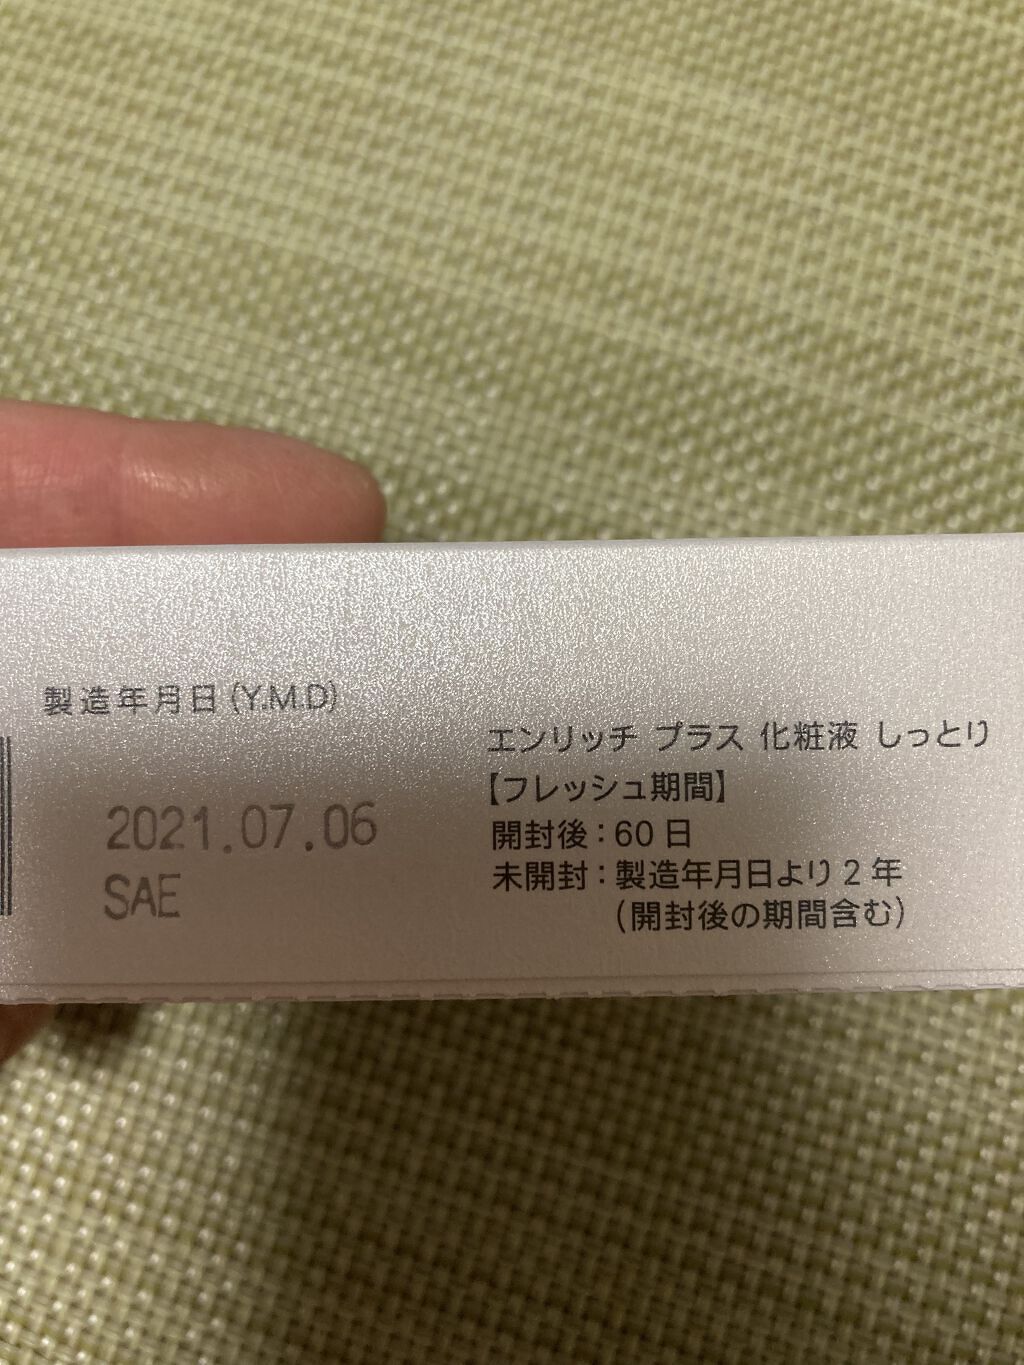 製造年月日(Y.M.D)
2021.07.06
SAE
エンリッチ プラス 化粧液 しっとり
【フレッシュ期間】
開封後：60 日
未開封：製造年月日より 2 年
(開封後の期間含む)